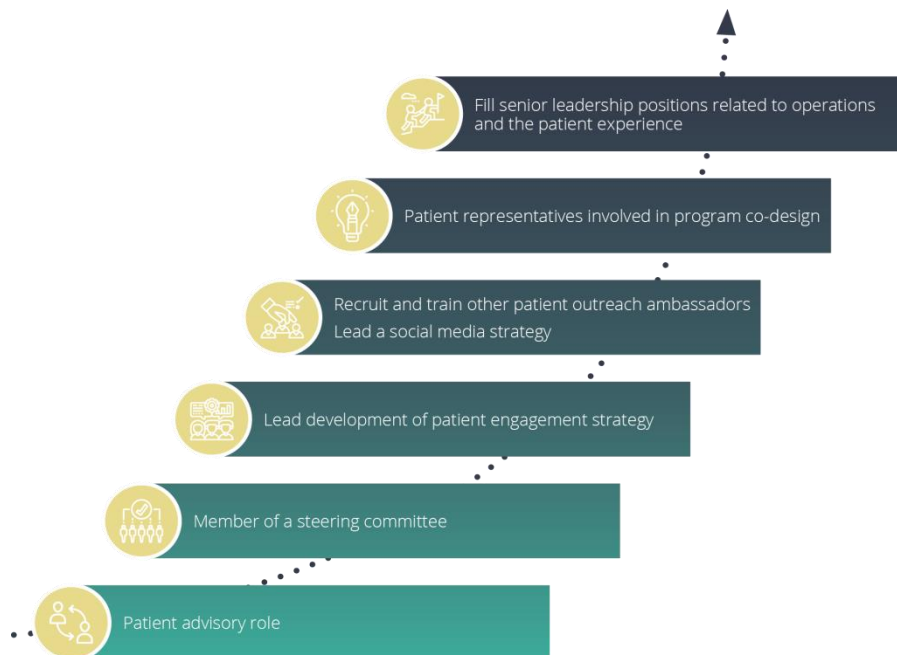 Fill senior leadership positions related to operations
and the patient experience
Patient representatives involved in program co-design
Recruit and train other patient outreach ambassadors
Lead a social media strategy
Lead development of patient engagement strategy
Member of a steering committee
Patient advisory role